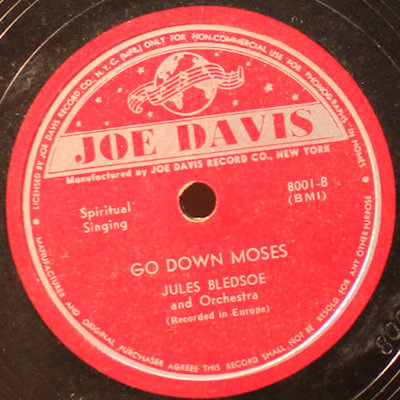 LICENSED BY JOE DAVIS RECORD CO., N.Y.C. (MPR.) ONLY FOR NON-COMMERCIAL USE FOR PHONOGRAPHS IN HOMES
JOE DAVIS
Manufactured by JOE DAVIS RECORD CO., NEW YORK
8001-B
(BMI)
Spiritual
Singing
GO DOWN MOSES
JULES BLEDSOE
and Orchestra
(Recorded in Europe)
MANUFACTURER AND ORIGINAL PURCHASER AGREES THIS RECORD SHALL NOT BE RESOLD FOR ANY OTHER PURPOSE